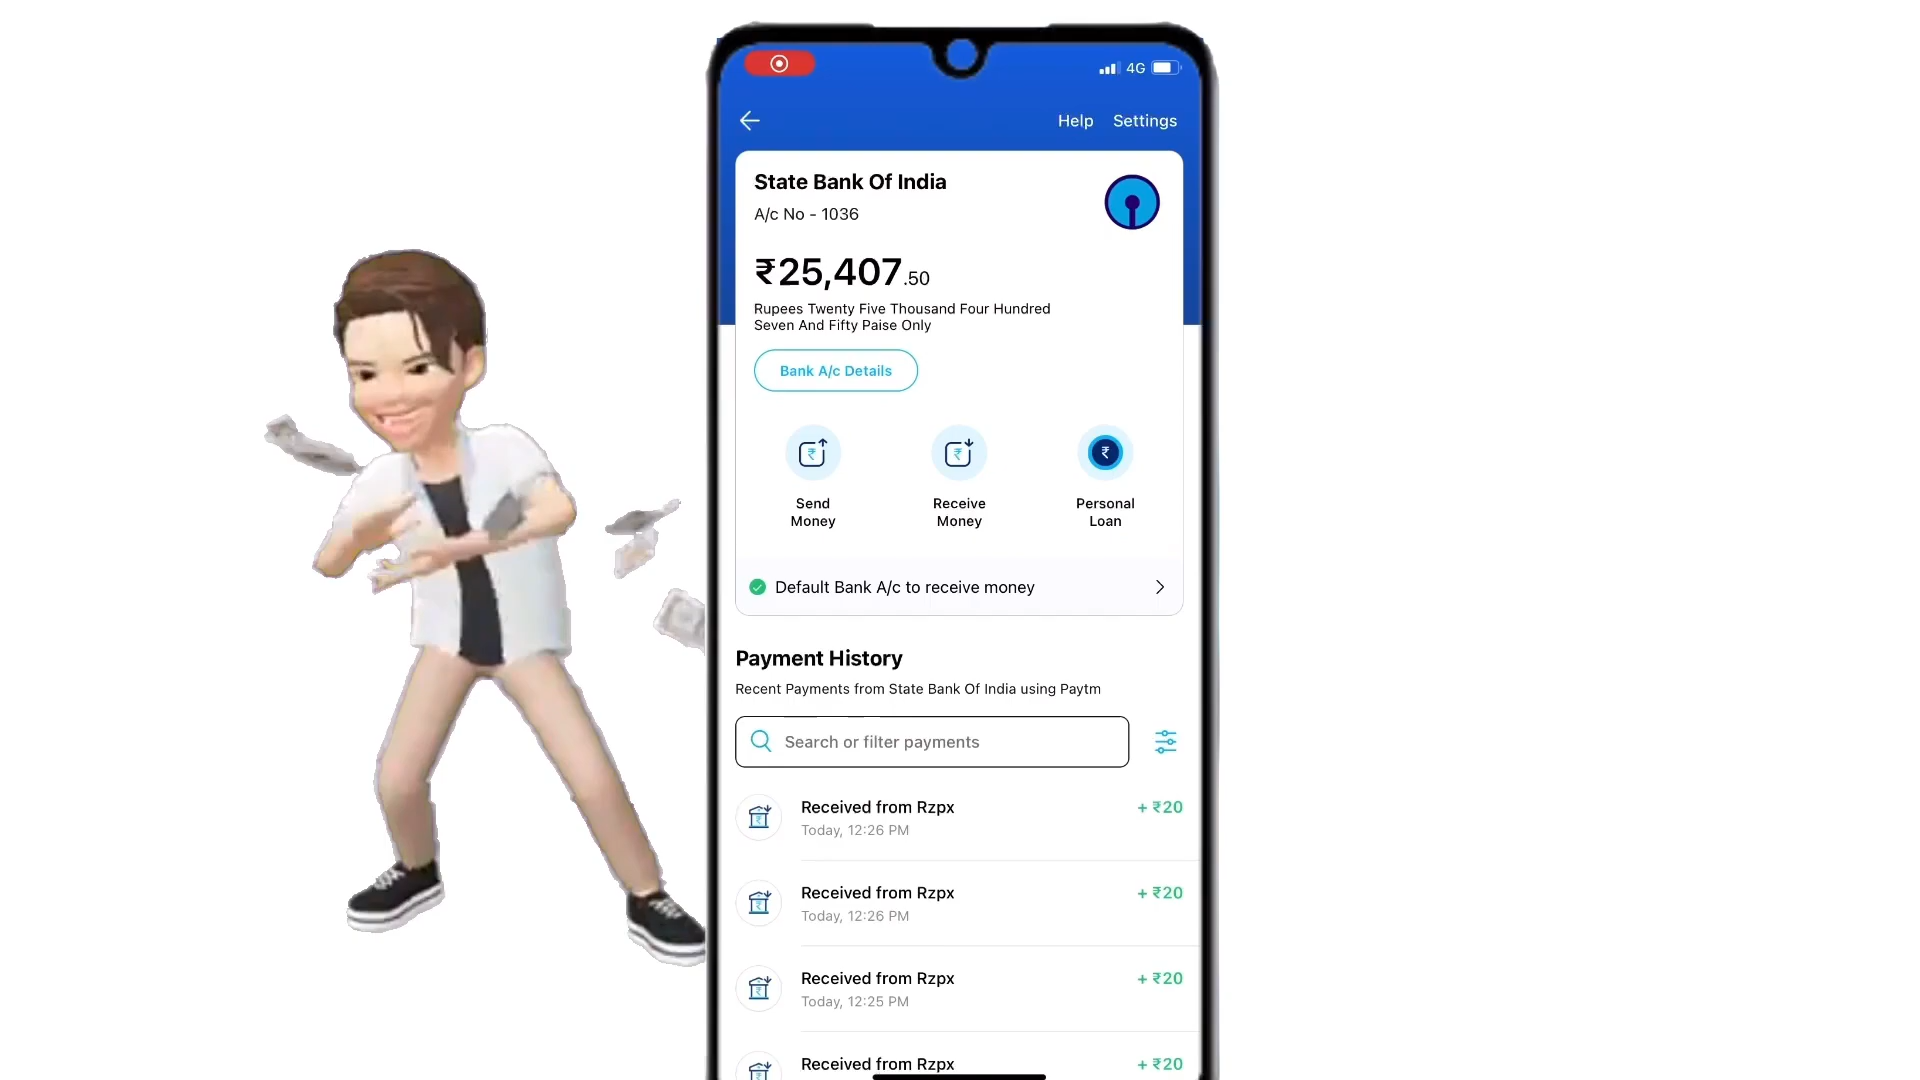 4G
Help Settings
State Bank Of India
A/c No - 1036
₹25,407.50
Rupees Twenty Five Thousand Four Hundred
Seven And Fifty Paise Only
Bank A/c Details
Send
Money
Receive
Money
Personal
Loan
Default Bank A/c to receive money
Payment History
Recent Payments from State Bank Of India using Paytm
Search or filter payments
Received from Rzpx + ₹20
Today, 12:26 PM
Received from Rzpx + ₹20
Today, 12:26 PM
Received from Rzpx + ₹20
Today, 12:25 PM
Received from Rzpx + ₹20